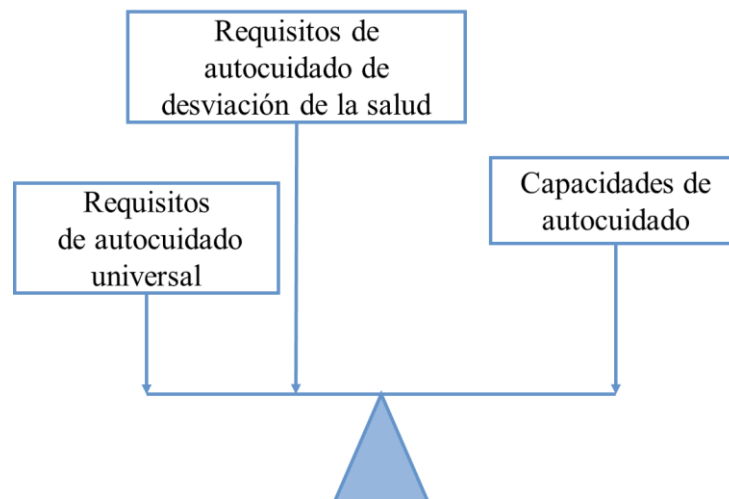 Requisitos de
autocuidado de
desviación de la salud
Requisitos
de autocuidado
universal
Capacidades de
autocuidado